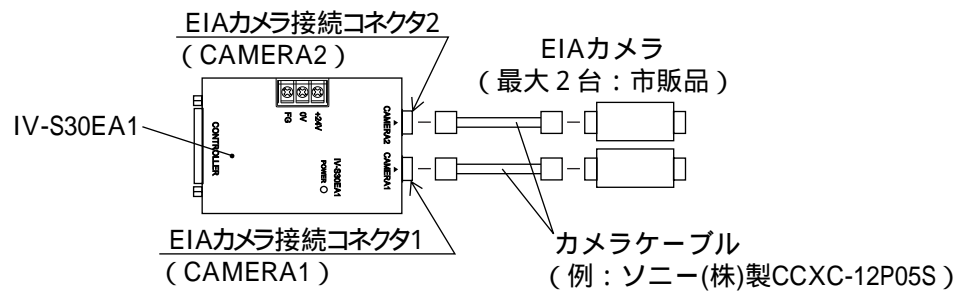 EIAカメラ接続コネクタ2
（CAMERA2）
EIAカメラ
（最大２台：市販品）
IV-S30EA1
CONTROLLER
FG
0V
+24V
IV-S30EA1
POWER
CAMERA2
CAMERA1
EIAカメラ接続コネクタ1
（CAMERA1）
カメラケーブル
（例：ソニー(株)製CCXC-12P05S）